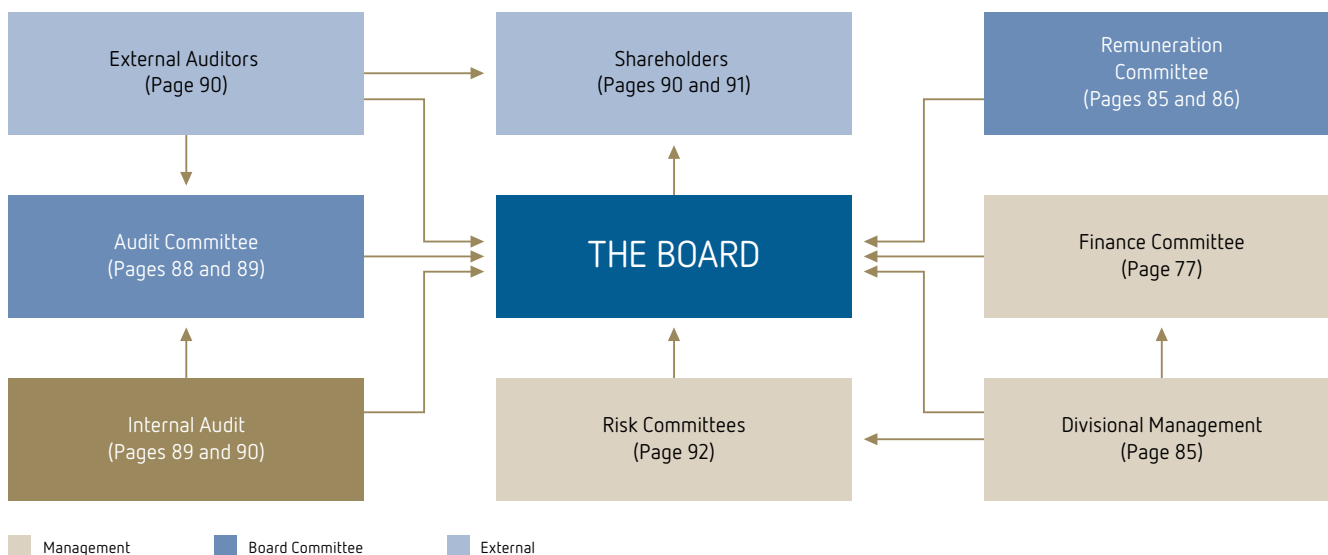 External Auditors
(Page 90)
Shareholders
(Pages 90 and 91)
Remuneration
Committee
(Pages 85 and 86)
Audit Committee
(Pages 88 and 89)
THE BOARD
Finance Committee
(Page 77)
Internal Audit
(Pages 89 and 90)
Risk Committees
(Page 92)
Divisional Management
(Page 85)
Management
Board Committee
External